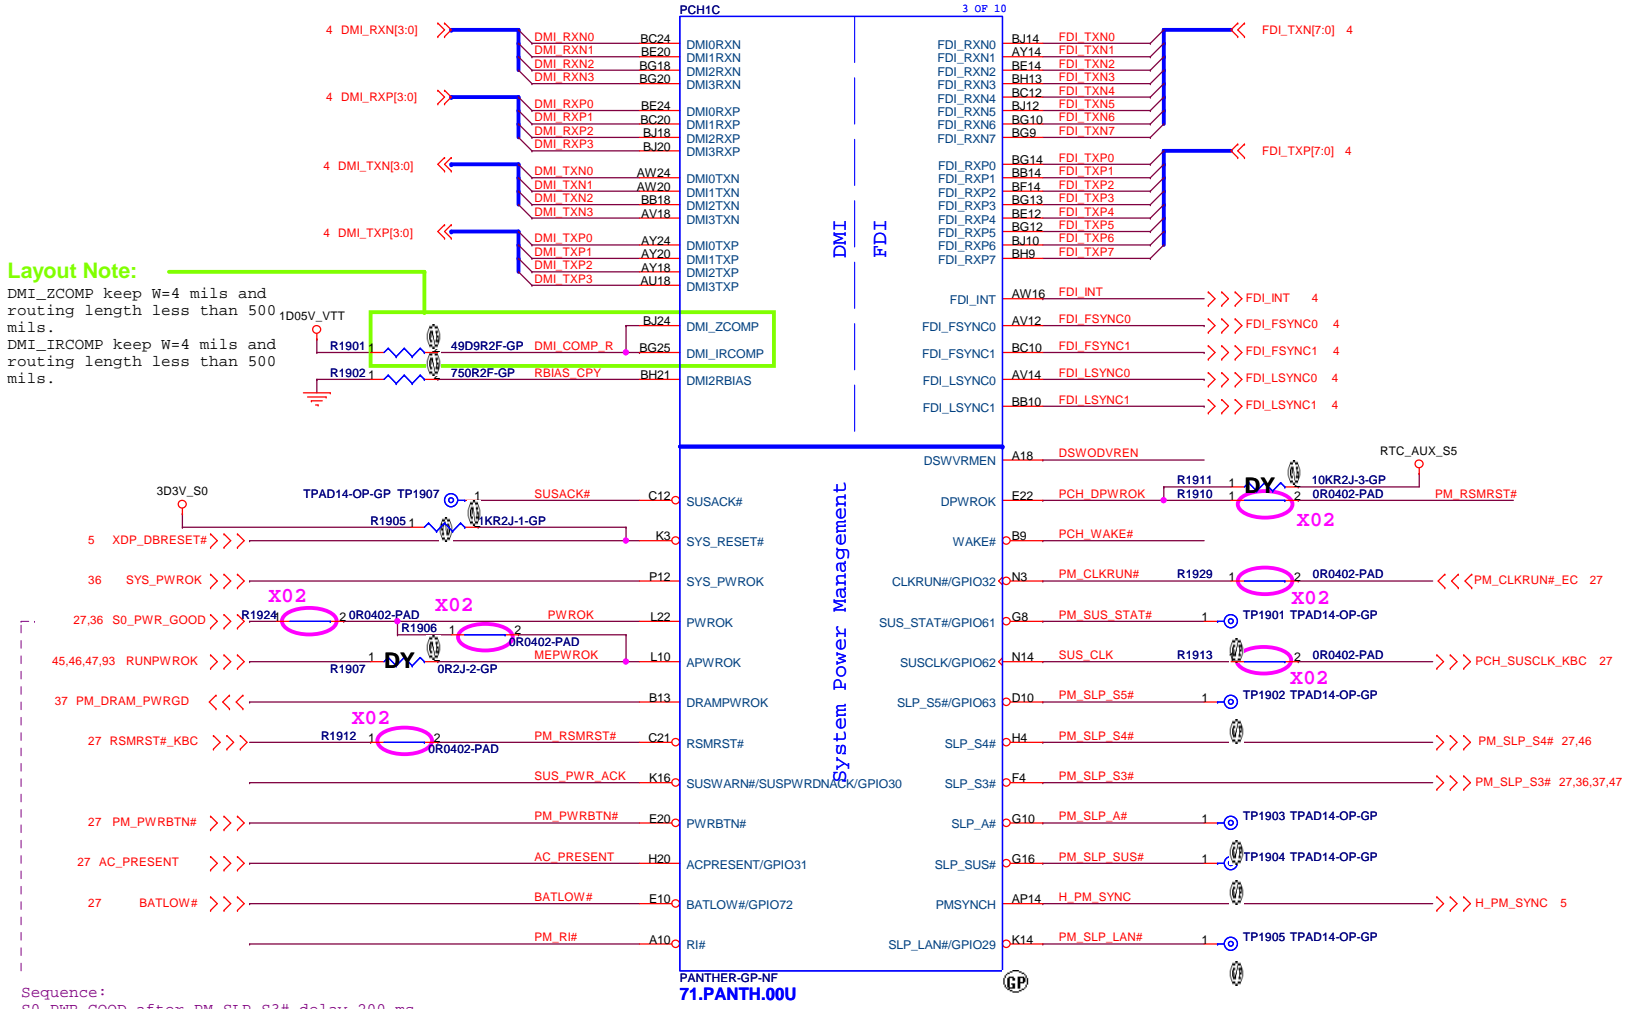 PCH1C
3 OF 10
4 DMI_RXN[3:0]
DMI_RXN0 BC24 DMI0RXN
DMI_RXN1 BE20 DMI1RXN
DMI_RXN2 BG18 DMI2RXN
DMI_RXN3 BG20 DMI3RXN
4 DMI_RXP[3:0]
DMI_RXP0 BE24 DMI0RXP
DMI_RXP1 BC20 DMI1RXP
DMI_RXP2 BJ18 DMI2RXP
DMI_RXP3 BJ20 DMI3RXP
4 DMI_TXN[3:0]
DMI_TXN0 AW24 DMI0TXN
DMI_TXN1 AW20 DMI1TXN
DMI_TXN2 BB18 DMI2TXN
DMI_TXN3 AV18 DMI3TXN
4 DMI_TXP[3:0]
DMI_TXP0 AY24 DMI0TXP
DMI_TXP1 AY20 DMI1TXP
DMI_TXP2 AY18 DMI2TXP
DMI_TXP3 AU18 DMI3TXP
DMI
FDI
FDI_RXN0 BJ14 FDI_TXN0
FDI_RXN1 AY14 FDI_TXN1
FDI_RXN2 BE14 FDI_TXN2
FDI_RXN3 BH13 FDI_TXN3
FDI_RXN4 BC12 FDI_TXN4
FDI_RXN5 BJ12 FDI_TXN5
FDI_RXN6 BG10 FDI_TXN6
FDI_RXN7 BG9 FDI_TXN7
FDI_TXN[7:0] 4
FDI_RXP0 BG14 FDI_TXP0
FDI_RXP1 BB14 FDI_TXP1
FDI_RXP2 BF14 FDI_TXP2
FDI_RXP3 BG13 FDI_TXP3
FDI_RXP4 BE12 FDI_TXP4
FDI_RXP5 BG12 FDI_TXP5
FDI_RXP6 BJ10 FDI_TXP6
FDI_RXP7 BH9 FDI_TXP7
FDI_TXP[7:0] 4
FDI_INT AW16 FDI_INT FDI_INT 4
FDI_FSYNC0 AV12 FDI_FSYNC0 FDI_FSYNC0 4
FDI_FSYNC1 BC10 FDI_FSYNC1 FDI_FSYNC1 4
FDI_LSYNC0 AV14 FDI_LSYNC0 FDI_LSYNC0 4
FDI_LSYNC1 BB10 FDI_LSYNC1 FDI_LSYNC1 4
Layout Note:
DMI_ZCOMP keep W=4 mils and
routing length less than 500
mils.
DMI_IRCOMP keep W=4 mils and
routing length less than 500
mils.
1D05V_VTT
BJ24 DMI_ZCOMP
R1901 1 2 49D9R2F-GP DMI_COMP_R BG25 DMI_IRCOMP
R1902 1 2 750R2F-GP RBIAS_CPY BH21 DMI2RBIAS
System Power Management
3D3V_S0
TPAD14-OP-GP TP1907 1 SUSACK# C12 SUSACK#
R1905 1 2 1KR2J-1-GP
5 XDP_DBRESET# K3 SYS_RESET#
36 SYS_PWROK P12 SYS_PWROK
X02
27,36 S0_PWR_GOOD R1924 1 2 0R0402-PAD PWROK L22 PWROK
X02
R1906 1 2 0R0402-PAD
45,46,47,93 RUNPWROK R1907 1 DY 2 0R2J-2-GP MEPWROK L10 APWROK
37 PM_DRAM_PWRGD B13 DRAMPWROK
X02
27 RSMRST#_KBC R1912 1 2 0R0402-PAD PM_RSMRST# C21 RSMRST#
SUS_PWR_ACK K16 SUSWARN#/SUSPWRDNACK/GPIO30
27 PM_PWRBTN# PM_PWRBTN# E20 PWRBTN#
27 AC_PRESENT AC_PRESENT H20 ACPRESENT/GPIO31
27 BATLOW# BATLOW# E10 BATLOW#/GPIO72
PM_RI# A10 RI#
DSWVRMEN A18 DSWODVREN
RTC_AUX_S5
R1911 1 DY 2 10KR2J-3-GP
DPWROK E22 PCH_DPWROK R1910 1 2 0R0402-PAD PM_RSMRST#
X02
WAKE# B9 PCH_WAKE#
CLKRUN#/GPIO32 N3 PM_CLKRUN# R1929 1 2 0R0402-PAD PM_CLKRUN#_EC 27
X02
SUS_STAT#/GPIO61 G8 PM_SUS_STAT# 1 TP1901 TPAD14-OP-GP
SUSCLK/GPIO62 N14 SUS_CLK R1913 1 2 0R0402-PAD PCH_SUSCLK_KBC 27
X02
SLP_S5#/GPIO63 D10 PM_SLP_S5# 1 TP1902 TPAD14-OP-GP
SLP_S4# H4 PM_SLP_S4# PM_SLP_S4# 27,46
SLP_S3# F4 PM_SLP_S3# PM_SLP_S3# 27,36,37,47
SLP_A# G10 PM_SLP_A# 1 TP1903 TPAD14-OP-GP
SLP_SUS# G16 PM_SLP_SUS# 1 TP1904 TPAD14-OP-GP
PMSYNCH AP14 H_PM_SYNC H_PM_SYNC 5
SLP_LAN#/GPIO29 K14 PM_SLP_LAN# 1 TP1905 TPAD14-OP-GP
PANTHER-GP-NF
71.PANTH.00U
GP
Sequence:
S0_PWR_GOOD after PM_SLP_S3# delay 200 ms